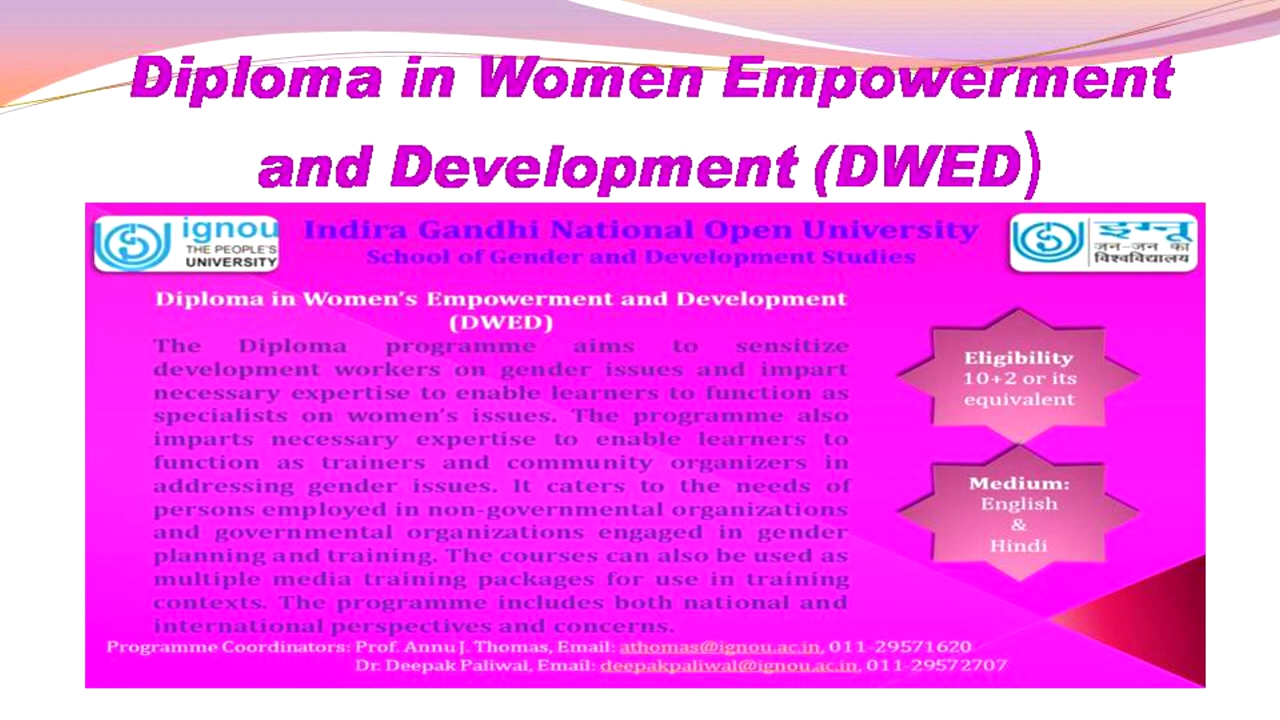 Diploma in Women Empowerment
and Development (DWED)
ignou
THE PEOPLE'S
UNIVERSITY
Indira Gandhi National Open University
School of Gender and Development Studies
इग्नू
जन-जन का
विश्वविद्यालय
Diploma in Women's Empowerment and Development
(DWED)
The Diploma programme aims to sensitize
development workers on gender issues and impart
necessary expertise to enable learners to function as
specialists on women's issues. The programme also
imparts necessary expertise to enable learners to
function as trainers and community organizers in
addressing gender issues. It caters to the needs of
persons employed in non-governmental organizations
and governmental organizations engaged in gender
planning and training. The courses can also be used as
multiple media training packages for use in training
contexts. The programme includes both national and
international perspectives and concerns.
Eligibility
10+2 or its
equivalent
Medium:
English
&
Hindi
Programme Coordinators: Prof. Annu J. Thomas, Email: athomas@ignou.ac.in, 011-29571620
Dr. Deepak Paliwal, Email: deepakpaliwal@ignou.ac.in, 011-29572707